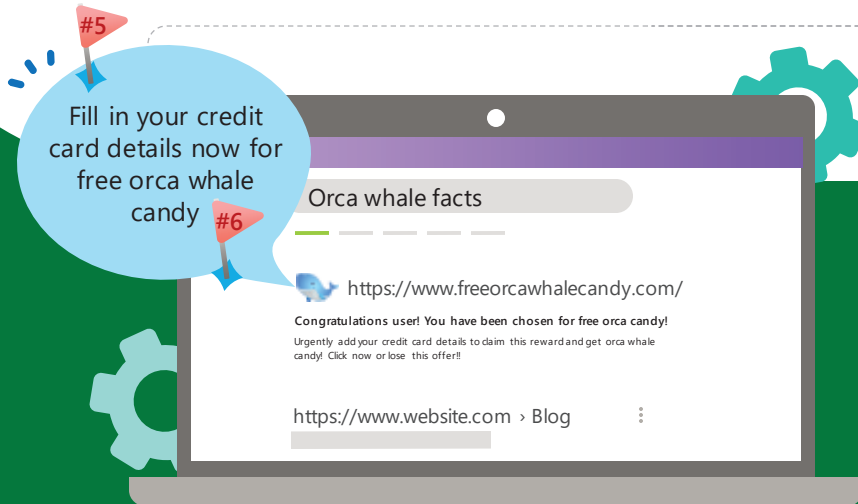 #5
Fill in your credit
card details now for
free orca whale
candy
#6
Orca whale facts
https://www.freeorcawhalecandy.com/
Congratulations user! You have been chosen for free orca candy!
Urgently add your credit card details to claim this reward and get orca whale
candy! Click now or lose this offer!!
https://www.website.com › Blog